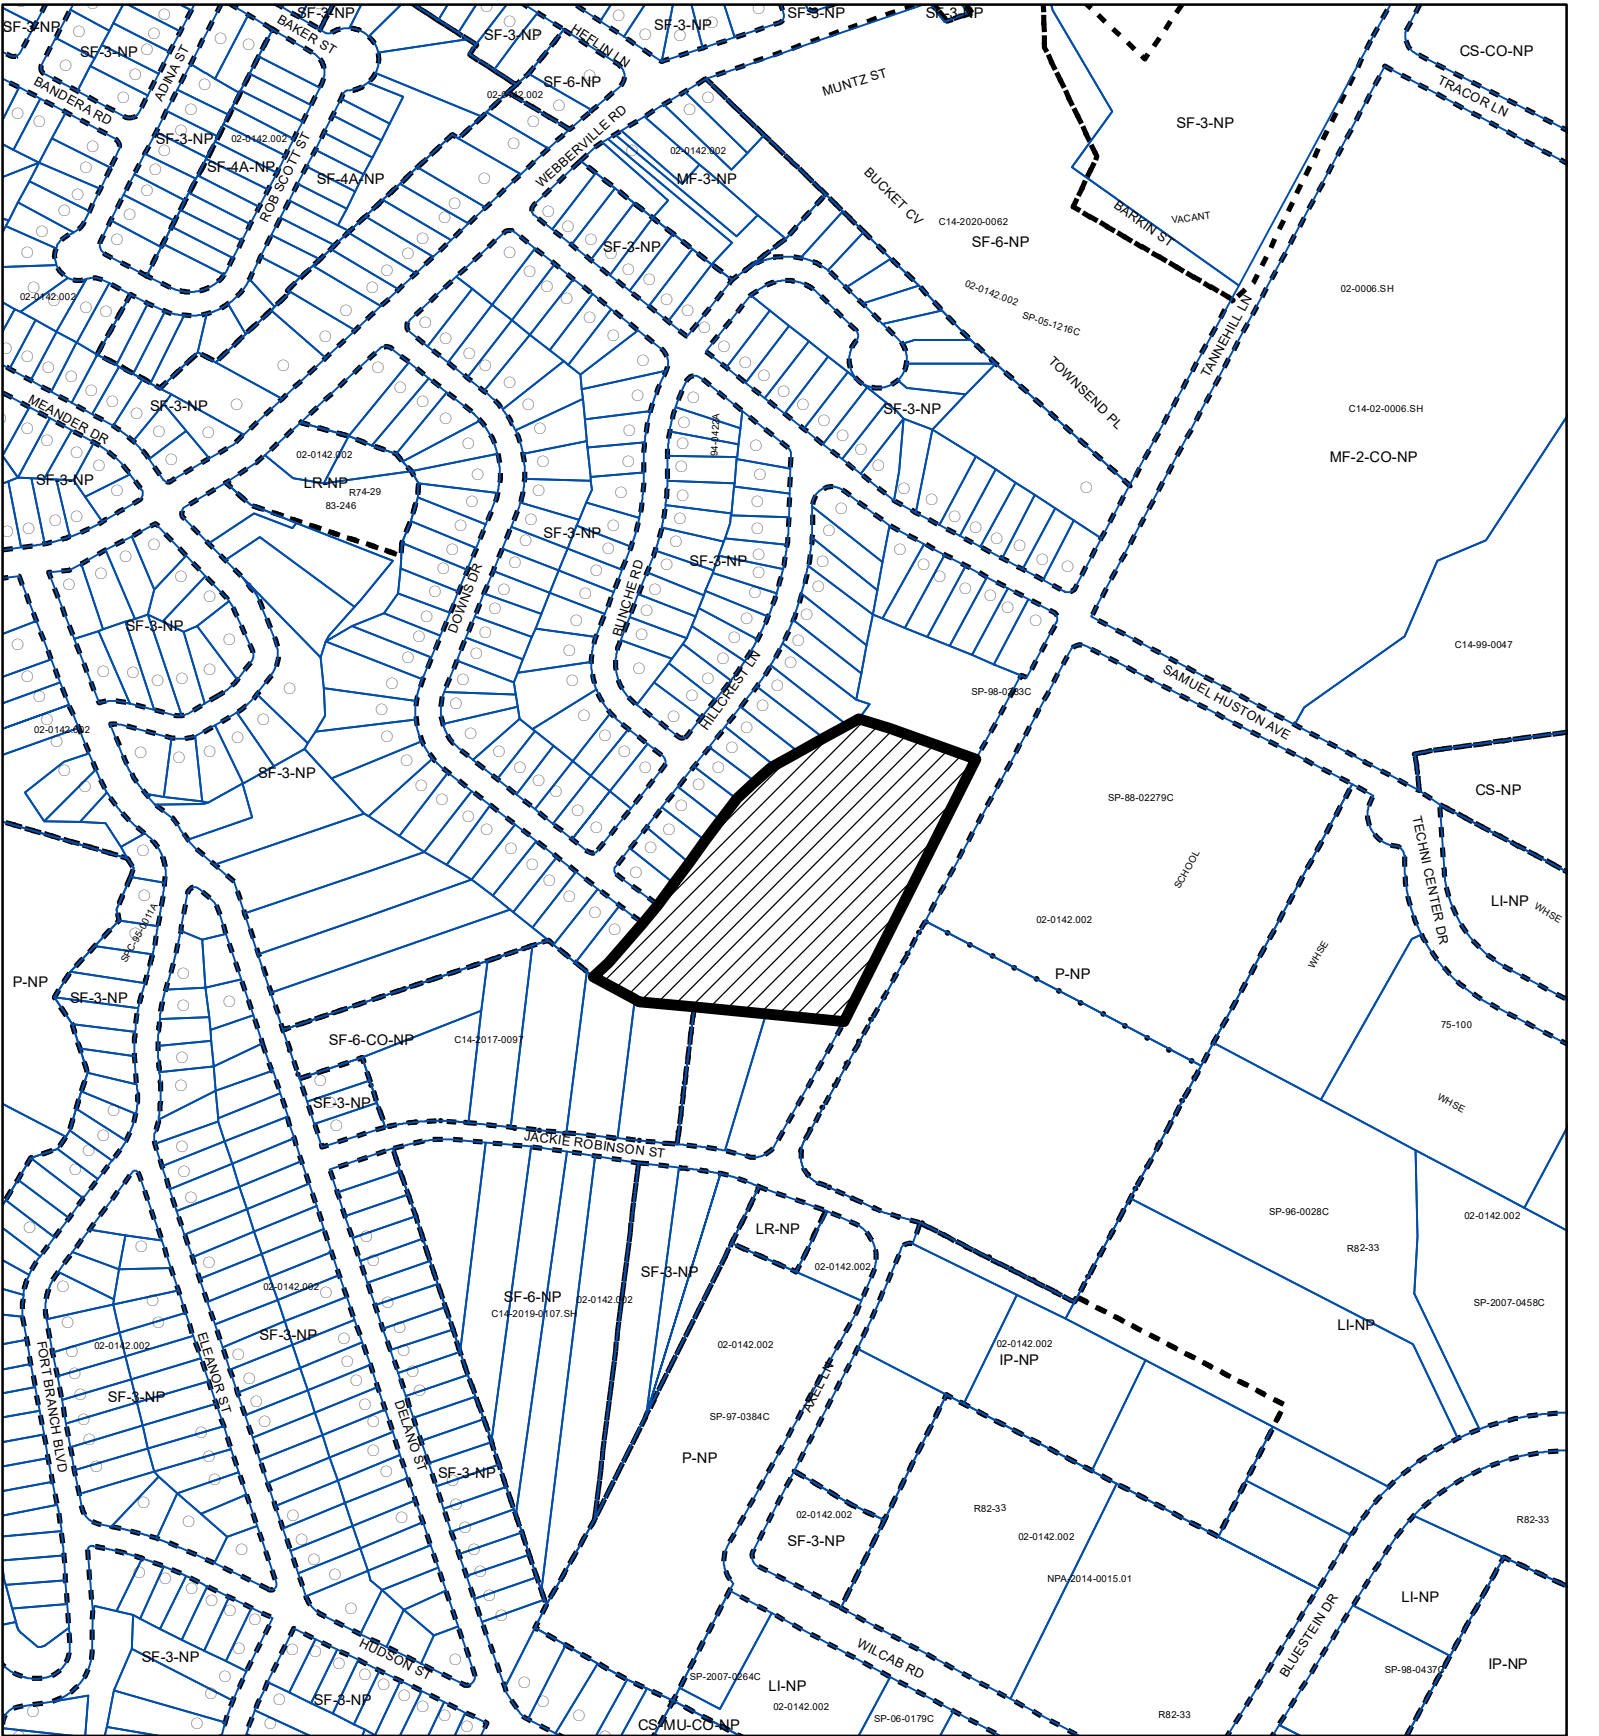 SF-3-NP
SF-3-NP
SF-3-NP
SF-3-NP
SF-3-NP
SF-3-NP
SF-3-NP
BAKER ST
HEFLIN LN
CS-CO-NP
ADINA ST
BANDERA RD
SF-6-NP
02-0142.002
MUNTZ ST
TRACOR LN
SF-3-NP
SF-3-NP
02-0142.002
SF-4A-NP
ROB SCOTT ST
SF-4A-NP
WEBBERVILLE RD
02-0142.002
MF-3-NP
BUCKET CV
C14-2020-0062
SF-6-NP
BARKIN ST
VACANT
SF-3-NP
02-0142.002
02-0142.002
SP-05-1216C
02-0006.SH
TANNEHILL LN
TOWNSEND PL
MEANDER DR
SF-3-NP
SF-3-NP
C14-02-0006.SH
94-0422A
02-0142.002
MF-2-CO-NP
SF-3-NP
LR-NP
R74-29
83-246
SF-3-NP
SF-3-NP
DOWNS DR
BUNCHE RD
SF-3-NP
C14-99-0047
HILLCREST LN
SP-98-0283C
SAMUEL HUSTON AVE
02-0142.002
SF-3-NP
SP-88-02279C
CS-NP
TECHNI CENTER DR
SCHOOL
LI-NP
WHSE
SPC-95-011A
02-0142.002
WHSE
P-NP
P-NP
SF-3-NP
75-100
SF-6-CO-NP
C14-2017-0097
SF-3-NP
WHSE
JACKIE ROBINSON ST
SP-96-0028C
02-0142.002
LR-NP
R82-33
02-0142.002
SF-3-NP
02-0142.002
SF-6-NP
02-0142.002
C14-2019-0107.SH
SP-2007-0458C
LI-NP
SF-3-NP
02-0142.002
02-0142.002
02-0142.002
IP-NP
FORT BRANCH BLVD
ELEANOR ST
AXEL LN
SF-3-NP
DELANO ST
SP-97-0384C
P-NP
SF-3-NP
R82-33
02-0142.002
R82-33
SF-3-NP
02-0142.002
NPA-2014-0015.01
LI-NP
BLUESTEIN DR
HUDSON ST
SF-3-NP
WILCAB RD
SP-2007-0264C
LI-NP
SP-98-0437C
IP-NP
SF-3-NP
02-0142.002
SP-06-0179C
R82-33
CS-MU-CO-NP